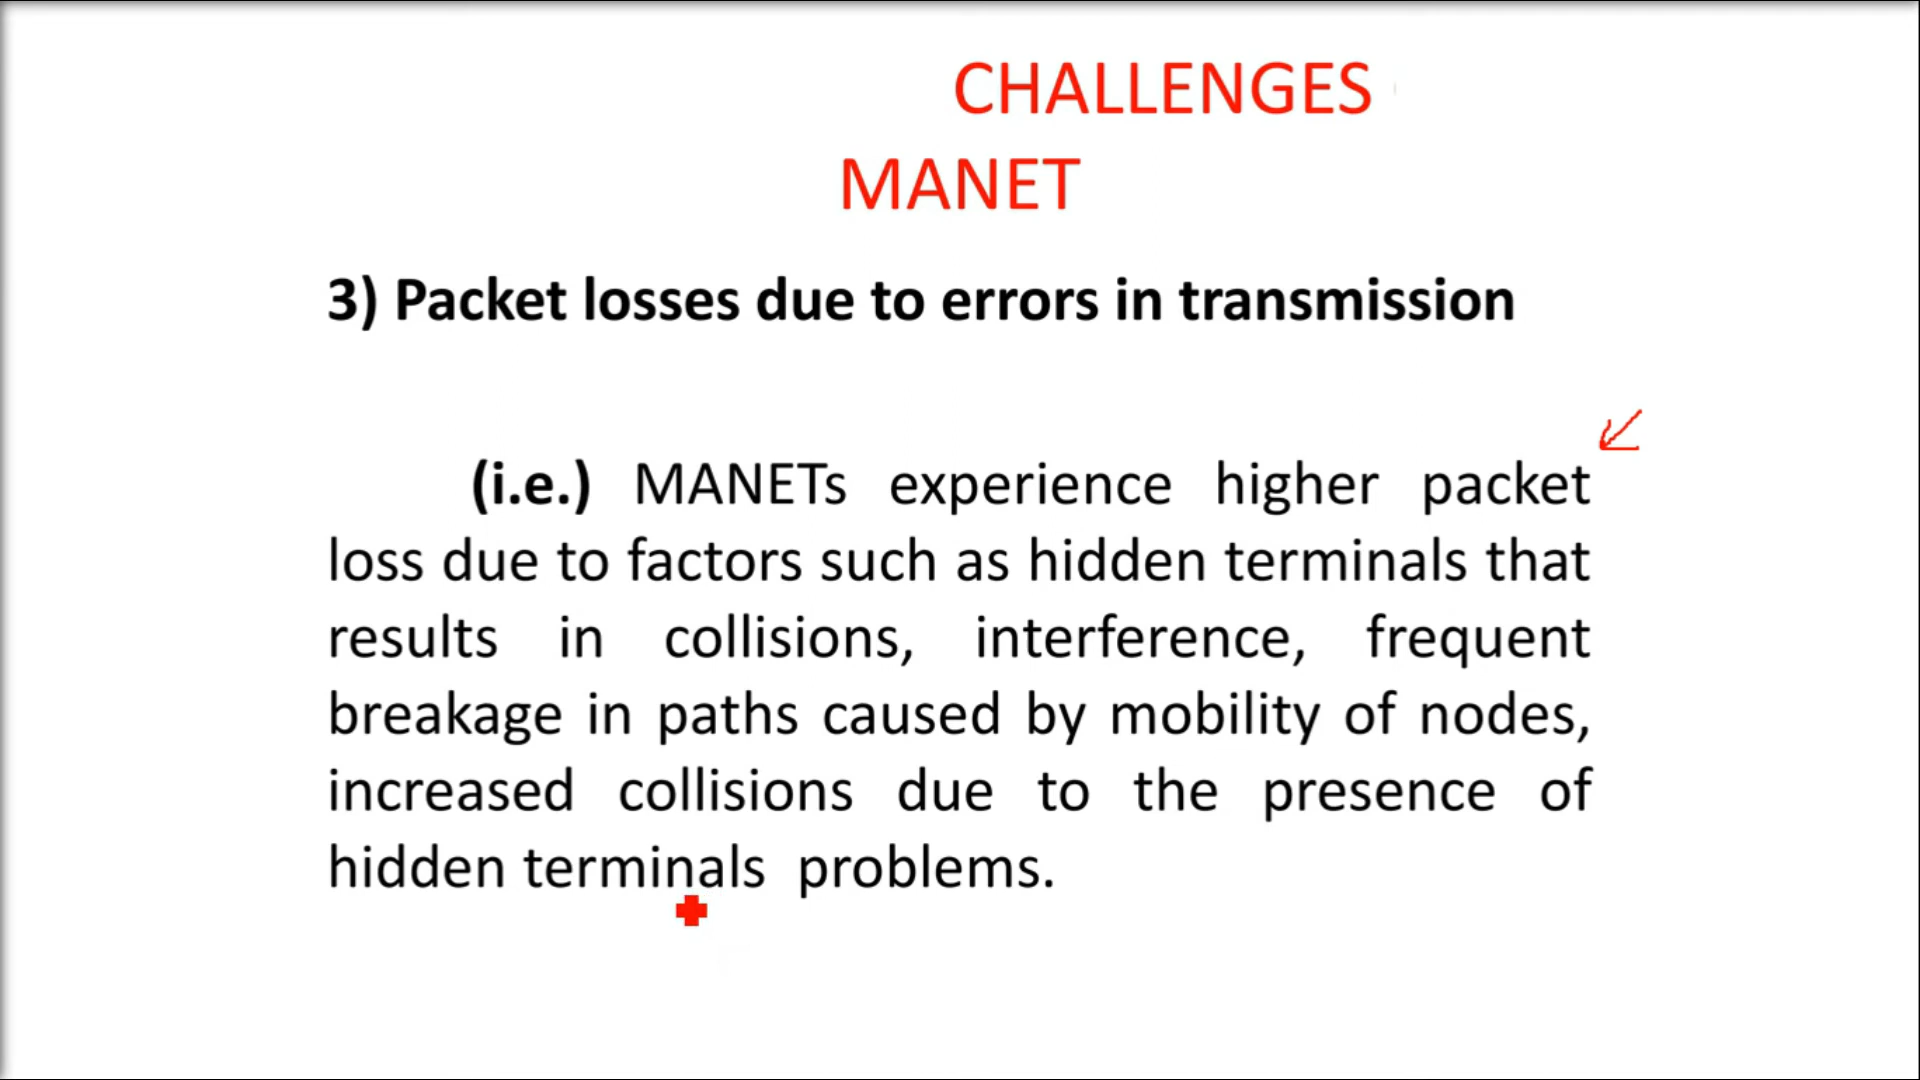 CHALLENGES
MANET
3) Packet losses due to errors in transmission
(i.e.) MANETs experience higher packet
loss due to factors such as hidden terminals that
results in collisions, interference, frequent
breakage in paths caused by mobility of nodes,
increased collisions due to the presence of
hidden terminals problems.